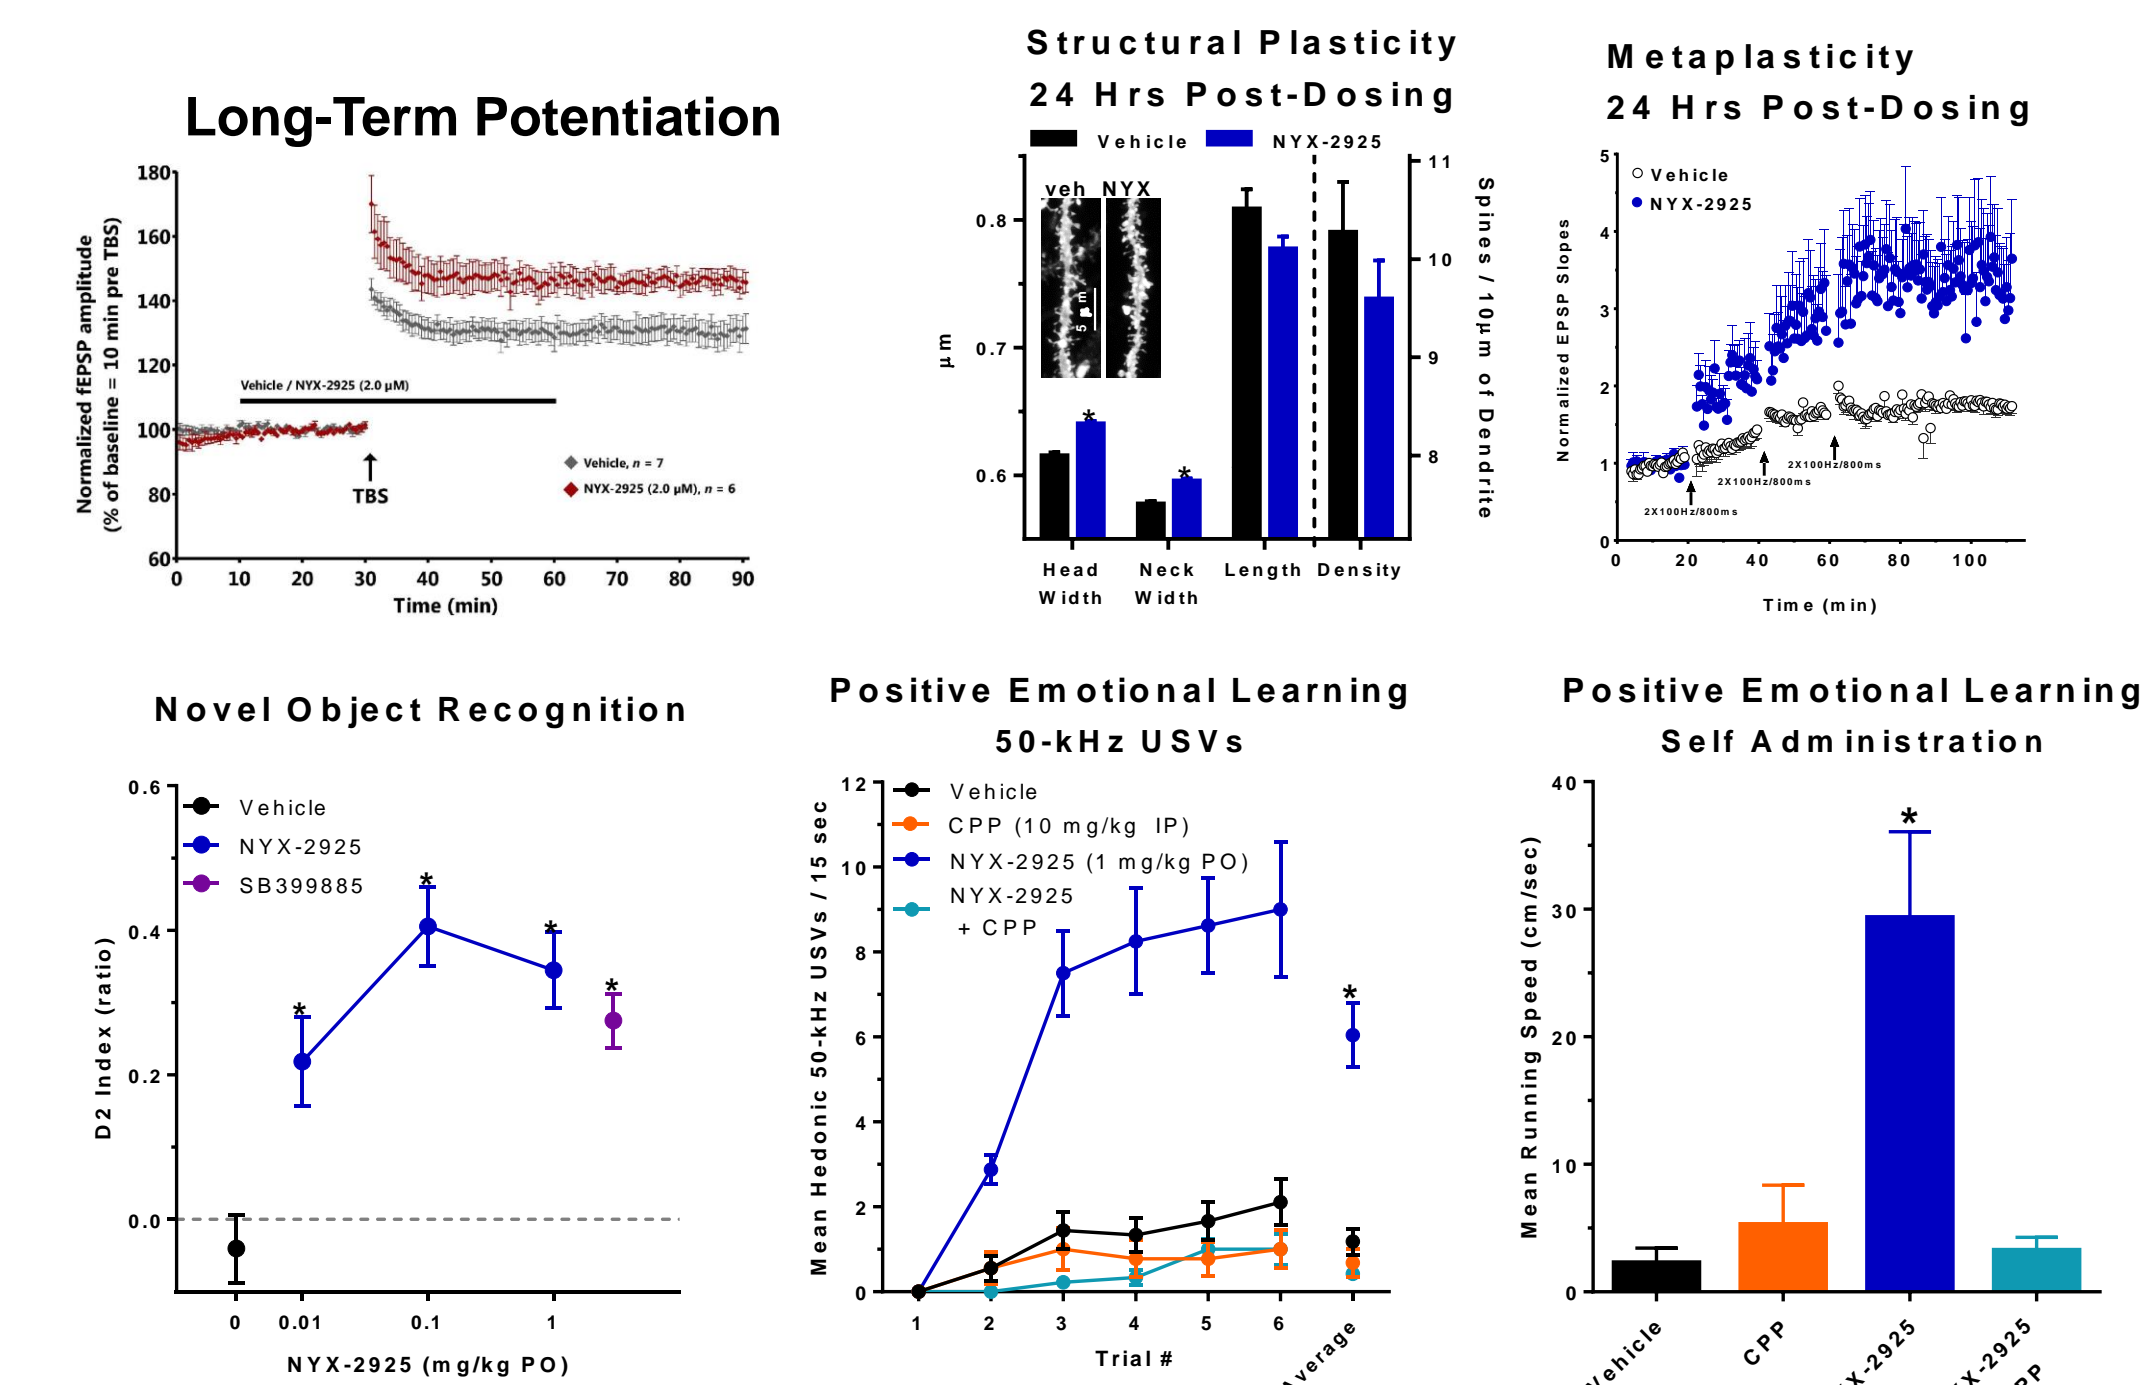 Long-Term Potentiation
Normalized fEPSP amplitude
(% of baseline = 10 min pre TBS)
180
160
140
120
100
80
60
Vehicle / NYX-2925 (2.0 µM)
TBS
Vehicle, n = 7
NYX-2925 (2.0 µM), n = 6
0 10 20 30 40 50 60 70 80 90
Time (min)
Structural Plasticity
24 Hrs Post-Dosing
Vehicle NYX-2925
veh NYX
5 µm
µm
0.8
0.7
0.6
*
*
11
10
9
8
Spines / 10µm of Dendrite
Head Width
Neck Width
Length
Density
Metaplasticity
24 Hrs Post-Dosing
Vehicle
NYX-2925
Normalized EPSP Slopes
5
4
3
2
1
0
2X100Hz/800ms
2X100Hz/800ms
2X100Hz/800ms
0 20 40 60 80 100
Time (min)
Novel Object Recognition
Vehicle
NYX-2925
SB399885
D2 Index (ratio)
0.6
0.4
0.2
0.0
*
*
*
*
0 0.01 0.1 1
NYX-2925 (mg/kg PO)
Positive Emotional Learning
50-kHz USVs
Vehicle
CPP (10 mg/kg IP)
NYX-2925 (1 mg/kg PO)
NYX-2925
+ CPP
Mean Hedonic 50-kHz USVs / 15 sec
12
10
8
6
4
2
0
*
1 2 3 4 5 6 Average
Trial #
Positive Emotional Learning
Self Administration
Mean Running Speed (cm/sec)
40
30
20
10
0
*
Vehicle
CPP
YX-2925
YX-2925
PP